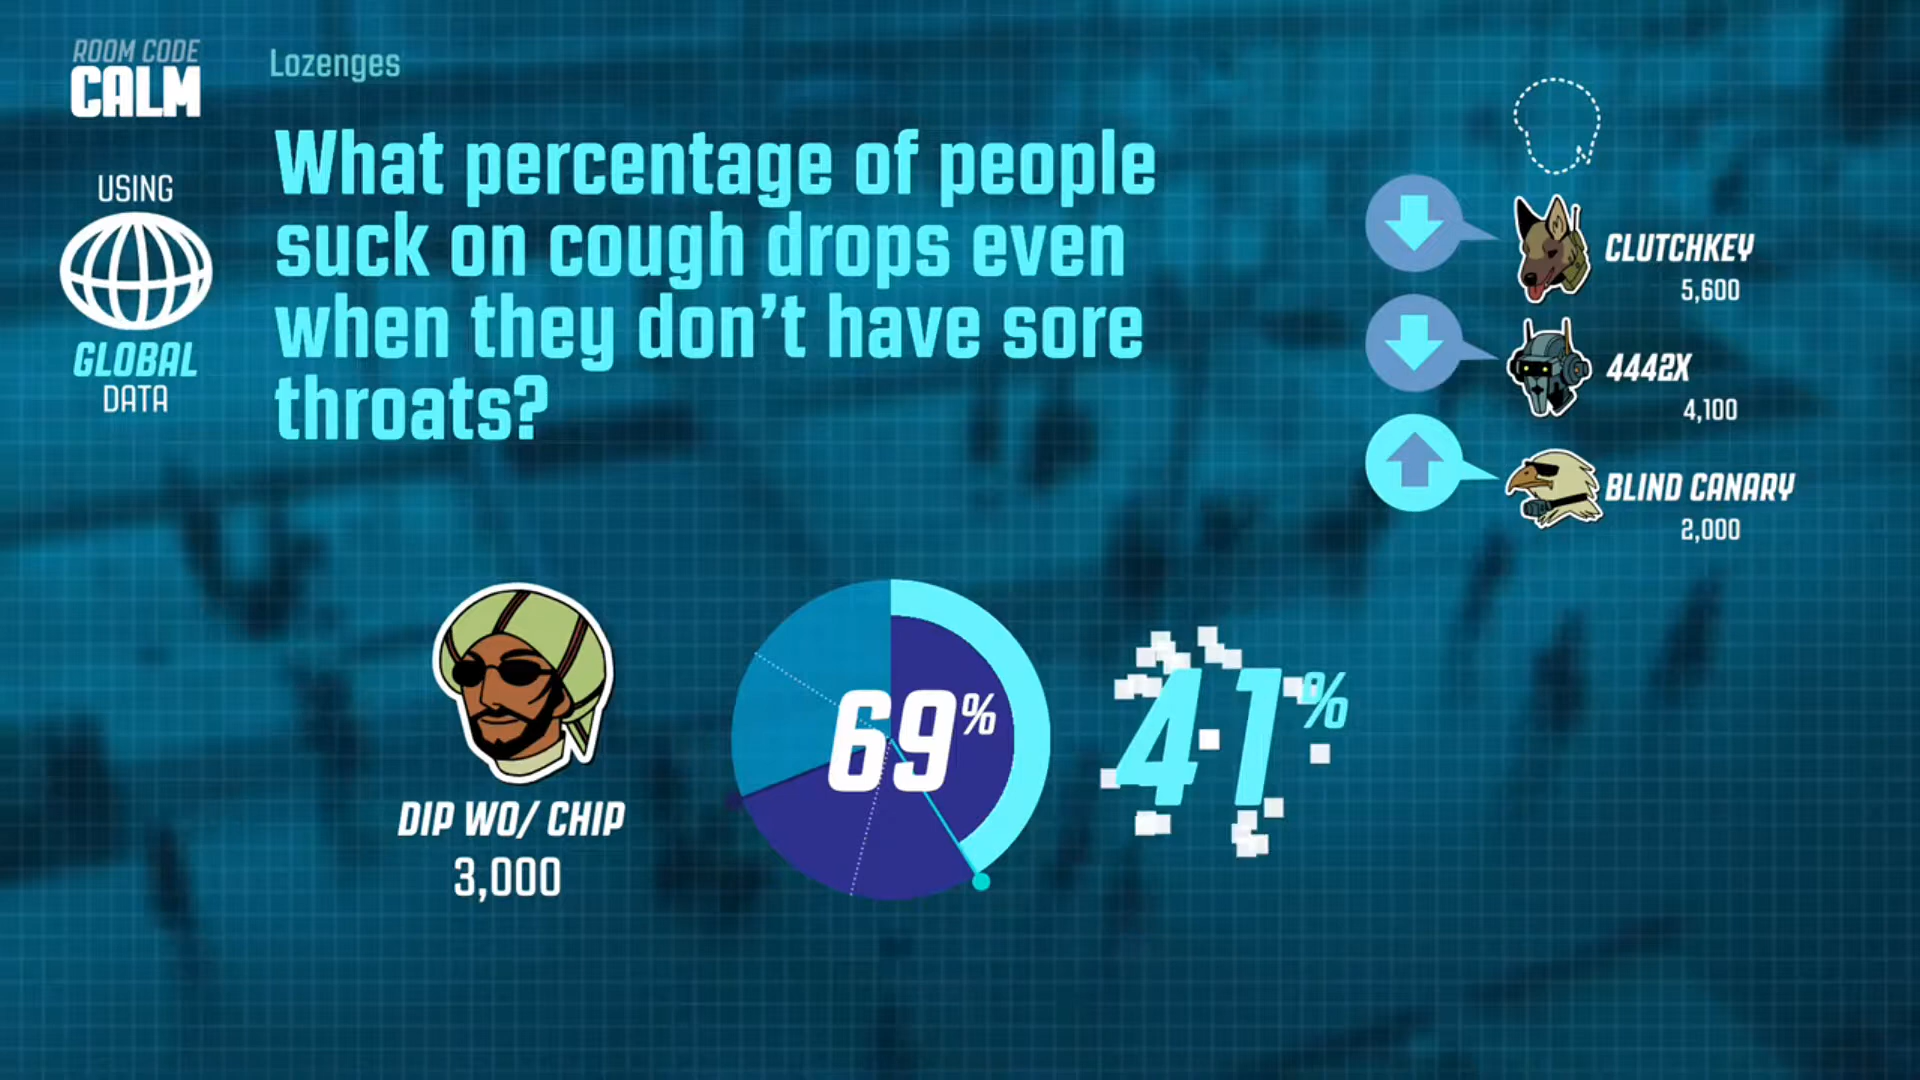 ROOM CODE
CALM
USING
GLOBAL
DATA
Lozenges
What percentage of people
suck on cough drops even
when they don't have sore
throats?
CLUTCHKEY
5,600
4442X
4,100
BLIND CANARY
2,000
DIP WO/ CHIP
3,000
69%
41%